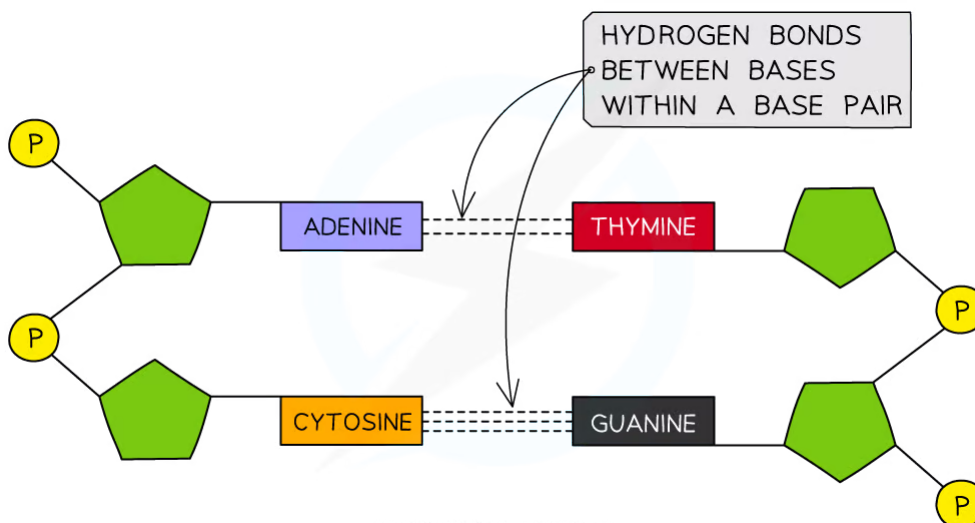 HYDROGEN BONDS
BETWEEN BASES
WITHIN A BASE PAIR
P
ADENINE
THYMINE
P
P
CYTOSINE
GUANINE
P